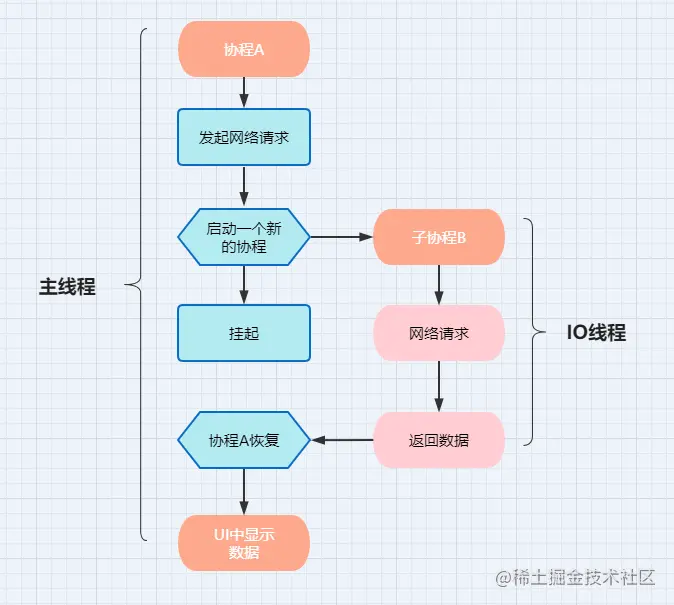 协程A
发起网络请求
启动一个新
的协程
子协程B
主线程
挂起
网络请求
IO线程
协程A恢复
返回数据
UI中显示
数据
@稀土掘金技术社区